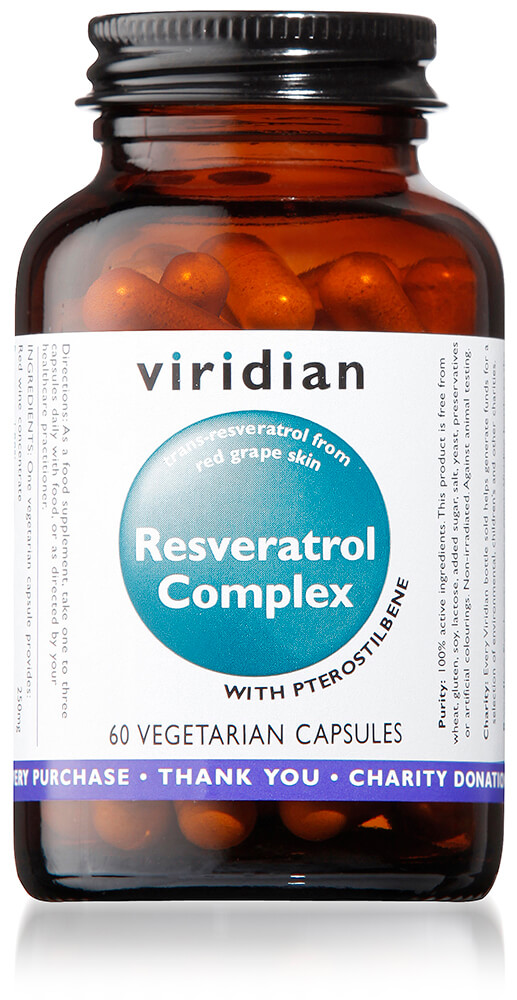 viridian
trans-resveratrol from
red grape skin
Resveratrol
Complex
WITH PTEROSTILBENE
60 VEGETARIAN CAPSULES
ERY PURCHASE • THANK YOU • CHARITY DONATIO
Directions: As a food supplement, take one to three
capsules daily with food, or as directed by your
healthcare practitioner.
INGREDIENTS: One vegetarian capsule provides:
Red wine concentrate 250mg
Purity: 100% active ingredients. This product is free from
wheat, gluten, soy, lactose, added sugar, salt, yeast, preservatives
or artificial colourings. Non-irradiated. Against animal testing.
Charity: Every Viridian bottle sold helps generate funds for a
selection of environmental, children's and other charities.